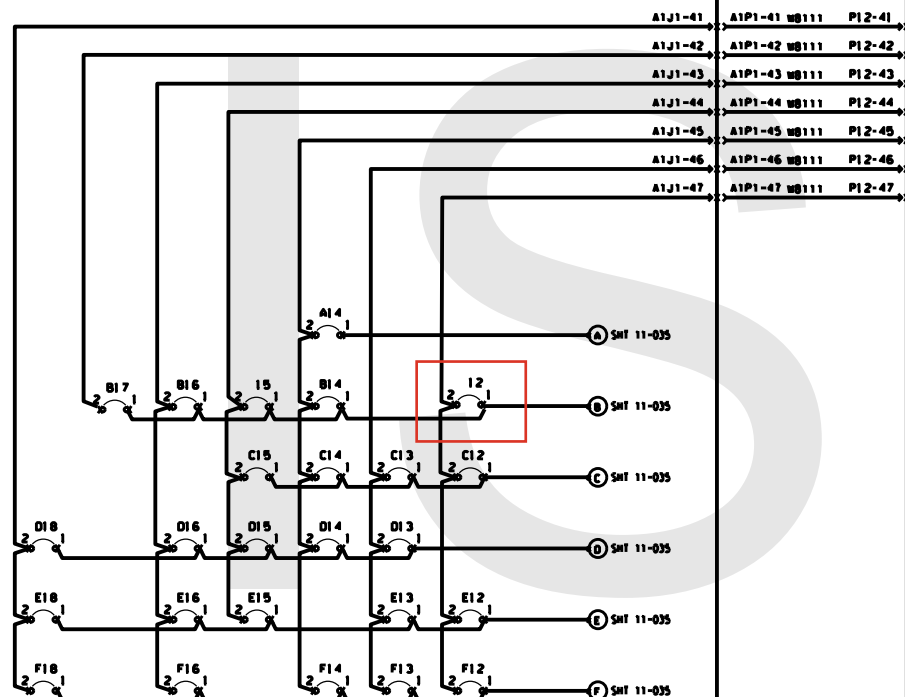 A1J1-41 A1P1-41 W8111 P12-41
A1J1-42 A1P1-42 W8111 P12-42
A1J1-43 A1P1-43 W8111 P12-43
A1J1-44 A1P1-44 W8111 P12-44
A1J1-45 A1P1-45 W8111 P12-45
A1J1-46 A1P1-46 W8111 P12-46
A1J1-47 A1P1-47 W8111 P12-47
A14
2 1 A SHT 11-035
B17 B16 15 B14 12
2 1 2 1 2 1 2 1 2 1 B SHT 11-035
C15 C14 C13 C12
2 1 2 1 2 1 2 1 C SHT 11-035
D18 D16 D15 D14 D13
2 1 2 1 2 1 2 1 2 1 D SHT 11-035
E18 E16 E15 E13 E12
2 1 2 1 2 1 2 1 2 1 E SHT 11-035
F18 F16 F14 F13 F12
2 1 2 1 2 1 2 1 2 1 F SHT 11-035
IS